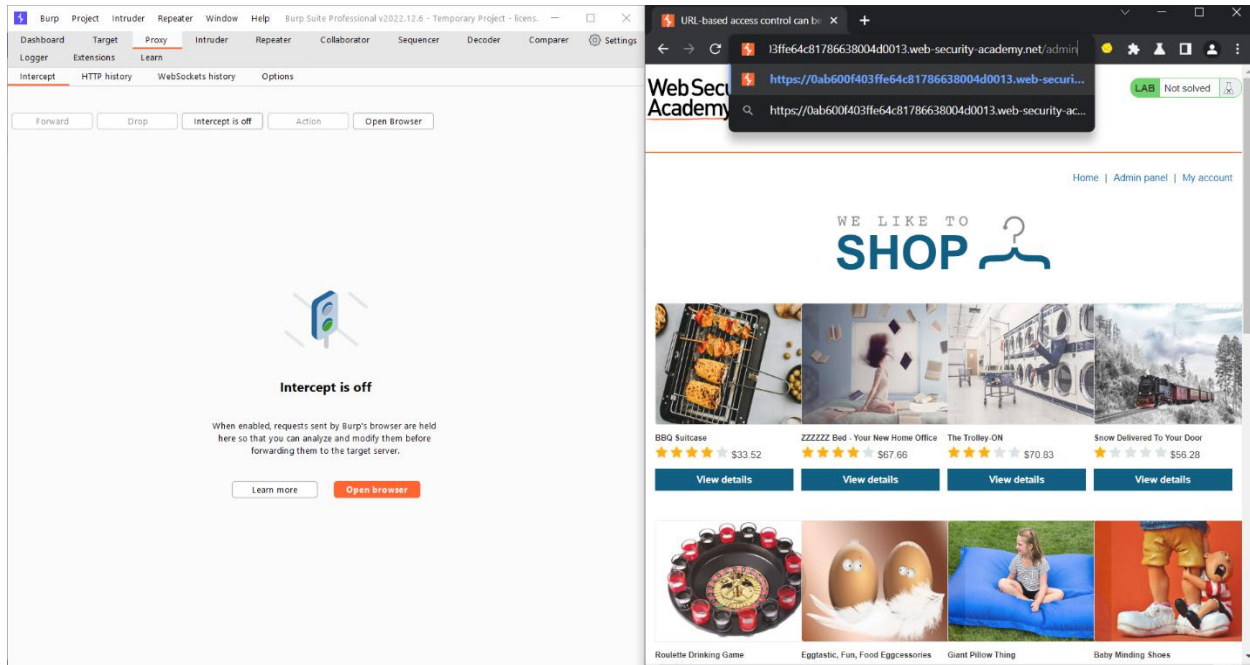 Burp Project Intruder Repeater Window Help Burp Suite Professional v2022.12.6 - Temporary Project - licens.
Dashboard Target Proxy Intruder Repeater Collaborator Sequencer Decoder Comparer Settings
Logger Extensions Learn
Intercept HTTP history WebSockets history Options
Forward Drop Intercept is off Action Open Browser
Intercept is off
When enabled, requests sent by Burp's browser are held
here so that you can analyze and modify them before
forwarding them to the target server.
Learn more Open browser
URL-based access control can be
3ffe64c81786638004d0013.web-security-academy.net/admin
https://0ab600f403ffe64c81786638004d0013.web-securi...
https://0ab600f403ffe64c81786638004d0013.web-security-ac...
Web Secu
Academy
LAB Not solved
Home | Admin panel | My account
WE LIKE TO
SHOP
BBQ Suitcase
$33.52
View details
ZZZZZZ Bed - Your New Home Office
$67.66
View details
The Trolley-ON
$70.83
View details
Snow Delivered To Your Door
$56.28
View details
Roulette Drinking Game
Eggtastic, Fun, Food Eggcessories
Giant Pillow Thing
Baby Minding Shoes